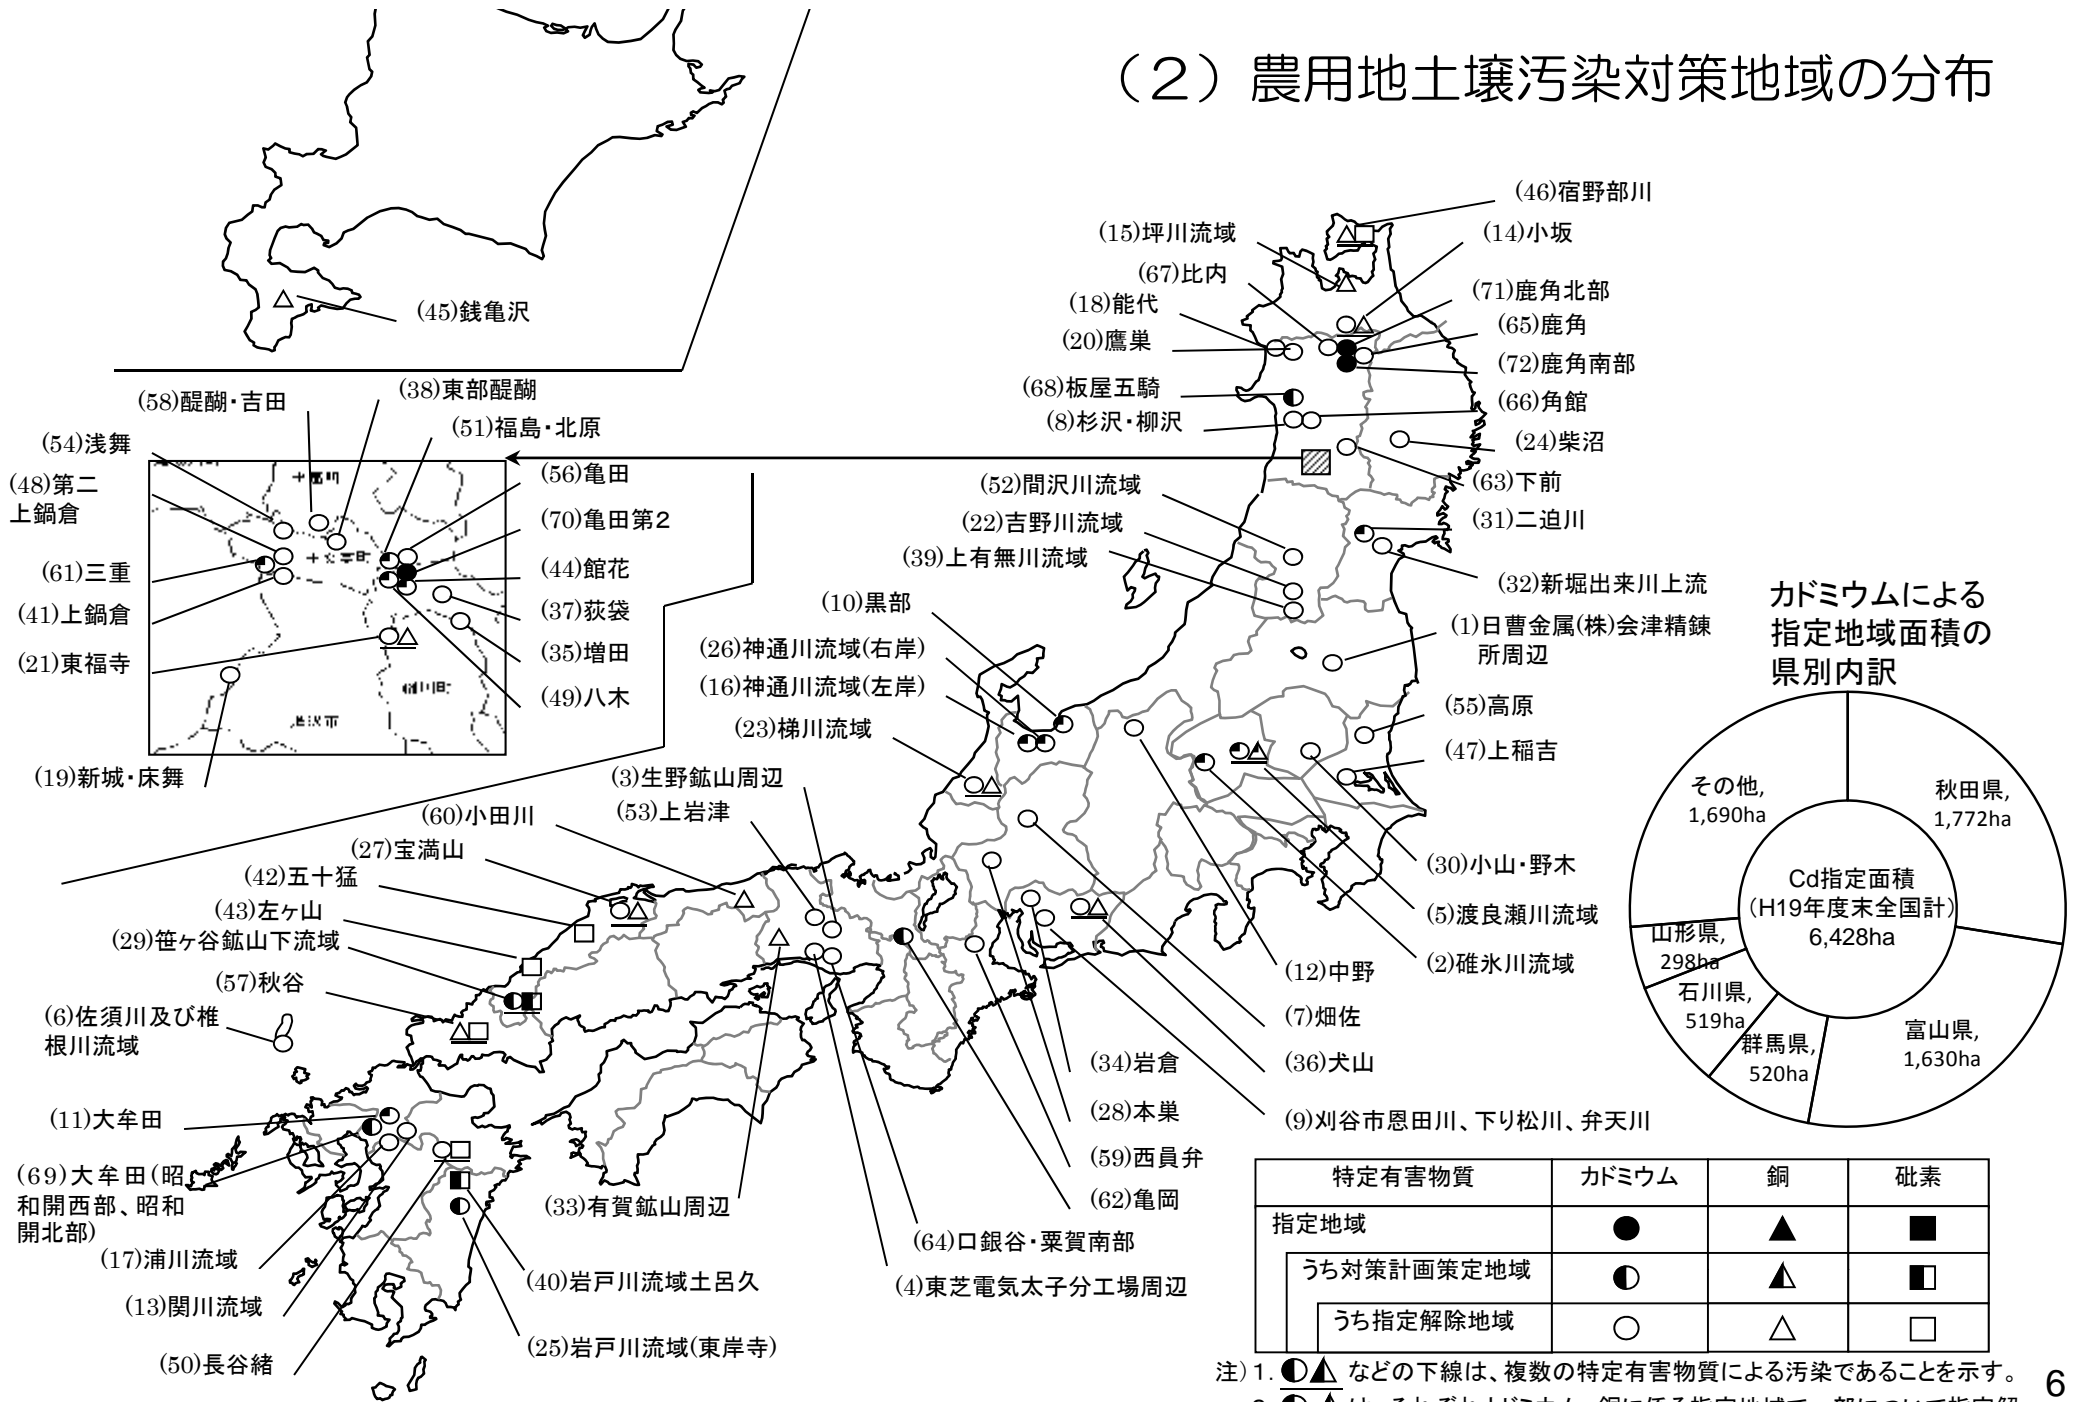 （２）農用地土壌汚染対策地域の分布
(46)宿野部川
(15)坪川流域
(14)小坂
(67)比内
(71)鹿角北部
(18)能代
(65)鹿角
(20)鷹巣
(72)鹿角南部
(68)板屋五騎
(66)角館
(8)杉沢・柳沢
(24)柴沼
(63)下前
(52)間沢川流域
(31)二迫川
(22)吉野川流域
(39)上有無川流域
(32)新堀出来川上流
(10)黒部
(1)日曹金属(株)会津精錬
所周辺
(26)神通川流域(右岸)
(16)神通川流域(左岸)
(55)高原
(23)梯川流域
(47)上稲吉
(45)銭亀沢
(58)醍醐・吉田
(38)東部醍醐
(51)福島・北原
(54)浅舞
(56)亀田
(48)第二
上鍋倉
(70)亀田第２
(61)三重
(44)館花
(41)上鍋倉
(37)荻袋
(21)東福寺
(35)増田
(49)八木
(19)新城・床舞
(3)生野鉱山周辺
(53)上岩津
(60)小田川
(27)宝満山
(42)五十猛
(43)左ヶ山
(29)笹ヶ谷鉱山下流域
(57)秋谷
(6)佐須川及び椎
根川流域
(11)大牟田
(69)大牟田(昭
和開西部、昭和
開北部)
(17)浦川流域
(13)関川流域
(50)長谷緒
(33)有賀鉱山周辺
(40)岩戸川流域土呂久
(25)岩戸川流域(東岸寺)
(30)小山・野木
(5)渡良瀬川流域
(2)碓氷川流域
(12)中野
(7)畑佐
(34)岩倉
(36)犬山
(28)本巣
(9)刈谷市恩田川、下り松川、弁天川
(59)西員弁
(62)亀岡
(64)口銀谷・粟賀南部
(4)東芝電気太子分工場周辺
カドミウムによる
指定地域面積の
県別内訳
秋田県,
1,772ha
富山県,
1,630ha
群馬県,
520ha
石川県,
519ha
山形県,
298ha
その他,
1,690ha
Cd指定面積
（H19年度末全国計）
6,428ha
特定有害物質 カドミウム 銅 砒素
指定地域 ● ▲ ■
うち対策計画策定地域 ◐ ◮ ◧
うち指定解除地域 ○ △ □
注）１．◐◮ などの下線は、複数の特定有害物質による汚染であることを示す。
6